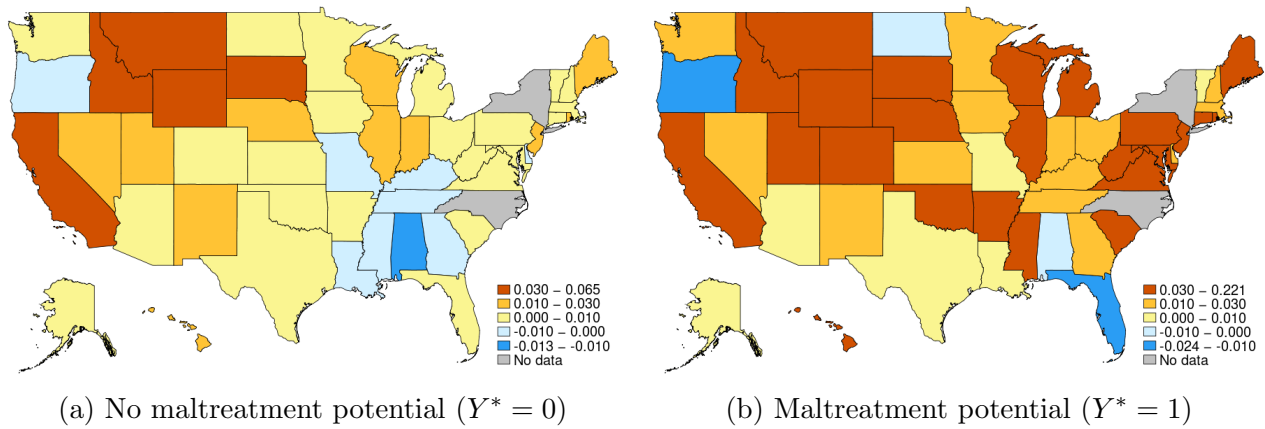 0.030 – 0.065
0.010 – 0.030
0.000 – 0.010
-0.010 – 0.000
-0.013 – -0.010
No data
0.030 – 0.221
0.010 – 0.030
0.000 – 0.010
-0.010 – 0.000
-0.024 – -0.010
No data
(a) No maltreatment potential (Y* = 0)
(b) Maltreatment potential (Y* = 1)